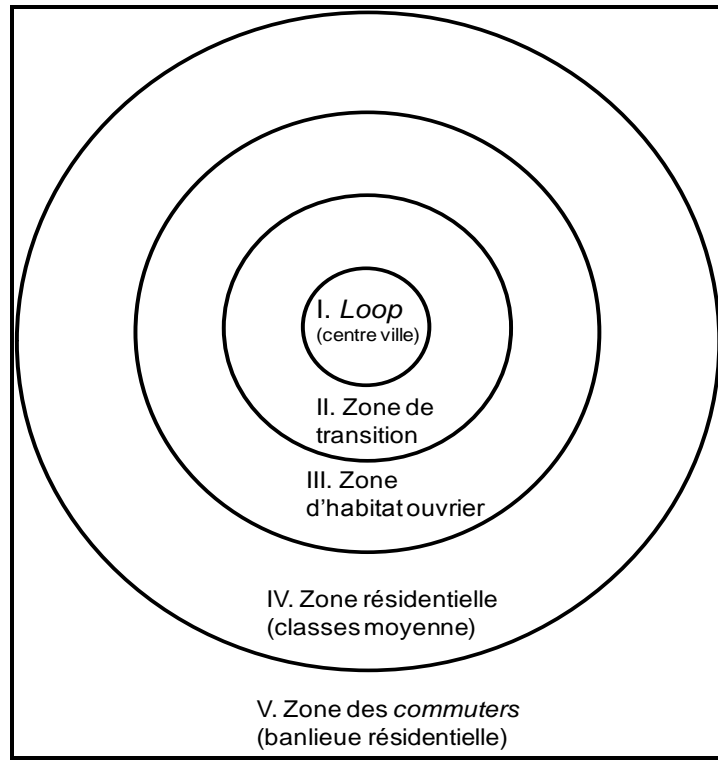 I. Loop
(centre ville)
II. Zone de
transition
III. Zone
d’habitat ouvrier
IV. Zone résidentielle
(classes moyenne)
V. Zone des commuters
(banlieue résidentielle)